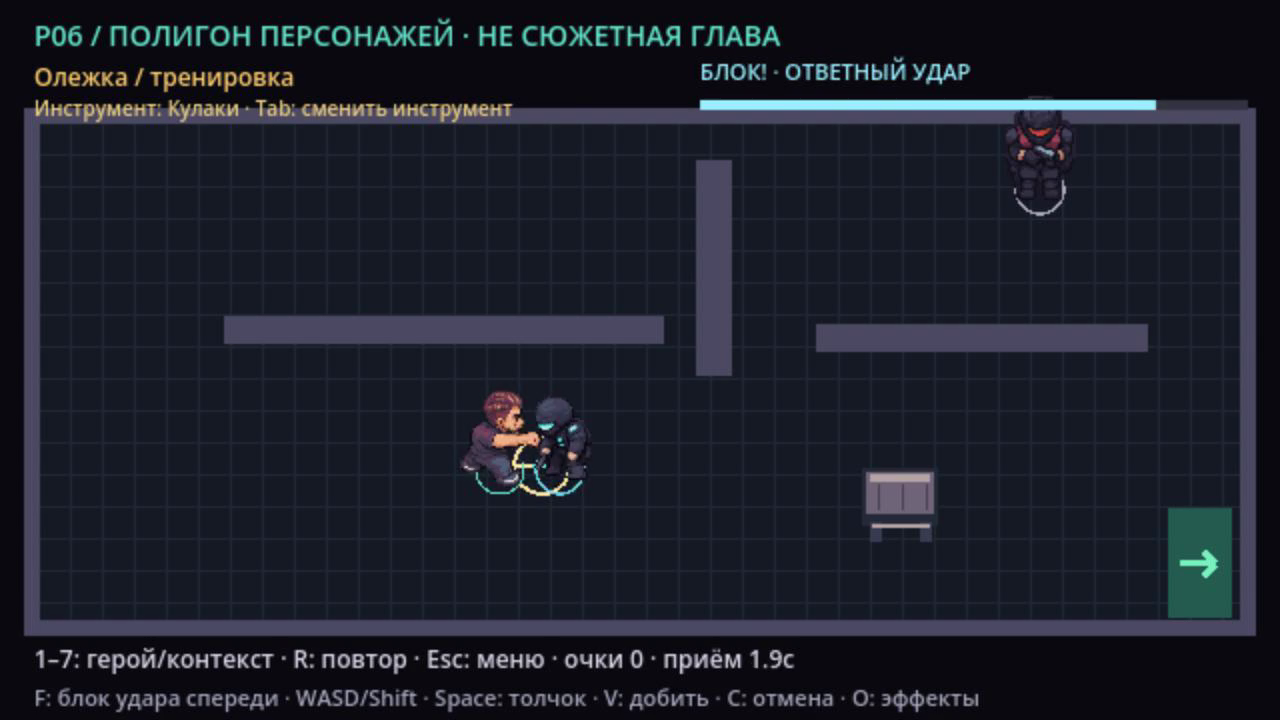 P06 / ПОЛИГОН ПЕРСОНАЖЕЙ · НЕ СЮЖЕТНАЯ ГЛАВА
Олежка / тренировка
БЛОК! · ОТВЕТНЫЙ УДАР
Инструмент: Кулаки · Tab: сменить инструмент
1–7: герой/контекст · R: повтор · Esc: меню · очки 0 · приём 1.9с
F: блок удара спереди · WASD/Shift · Space: толчок · V: добить · C: отмена · O: эффекты